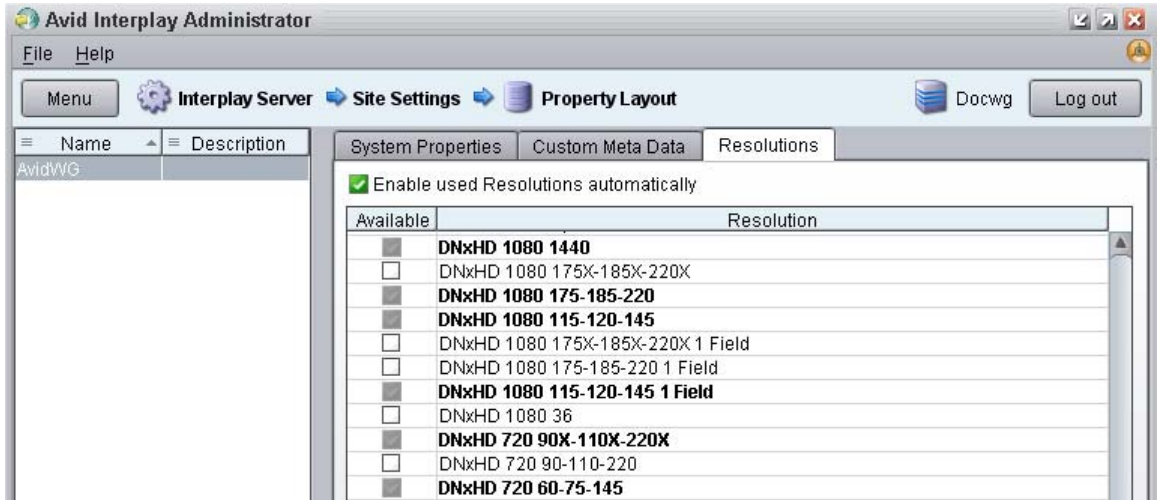 Avid Interplay Administrator
File Help
Menu Interplay Server Site Settings Property Layout Docwg Log out
Name Description
AvidWG
System Properties Custom Meta Data Resolutions
Enable used Resolutions automatically
Available Resolution
DNxHD 1080 1440
DNxHD 1080 175X-185X-220X
DNxHD 1080 175-185-220
DNxHD 1080 115-120-145
DNxHD 1080 175X-185X-220X 1 Field
DNxHD 1080 175-185-220 1 Field
DNxHD 1080 115-120-145 1 Field
DNxHD 1080 36
DNxHD 720 90X-110X-220X
DNxHD 720 90-110-220
DNxHD 720 60-75-145